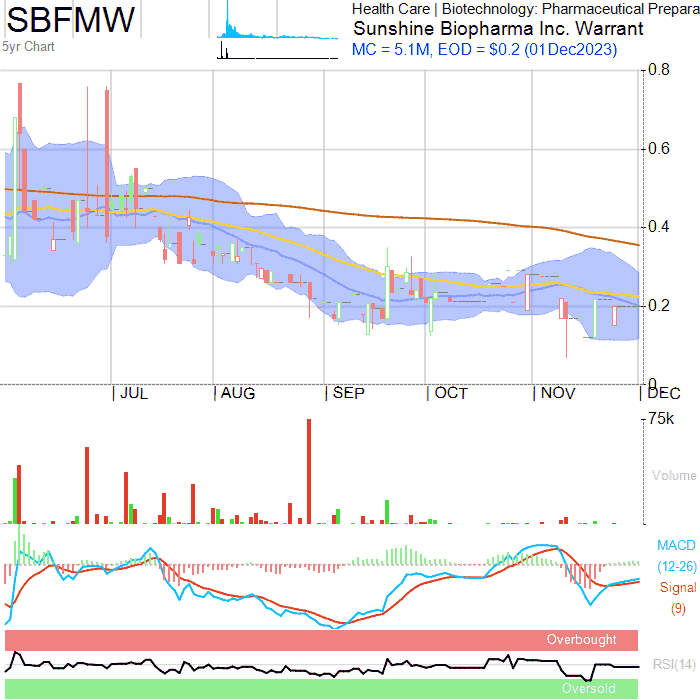 SBFMW
5yr Chart
Health Care | Biotechnology: Pharmaceutical Prepara
Sunshine Biopharma Inc. Warrant
MC = 5.1M, EOD = $0.2 (01Dec2023)
0.8
0.6
0.4
0.2
0
JUL AUG SEP OCT NOV DEC
75k
Volume
MACD
(12-26)
Signal
(9)
Overbought
RSI(14)
Oversold